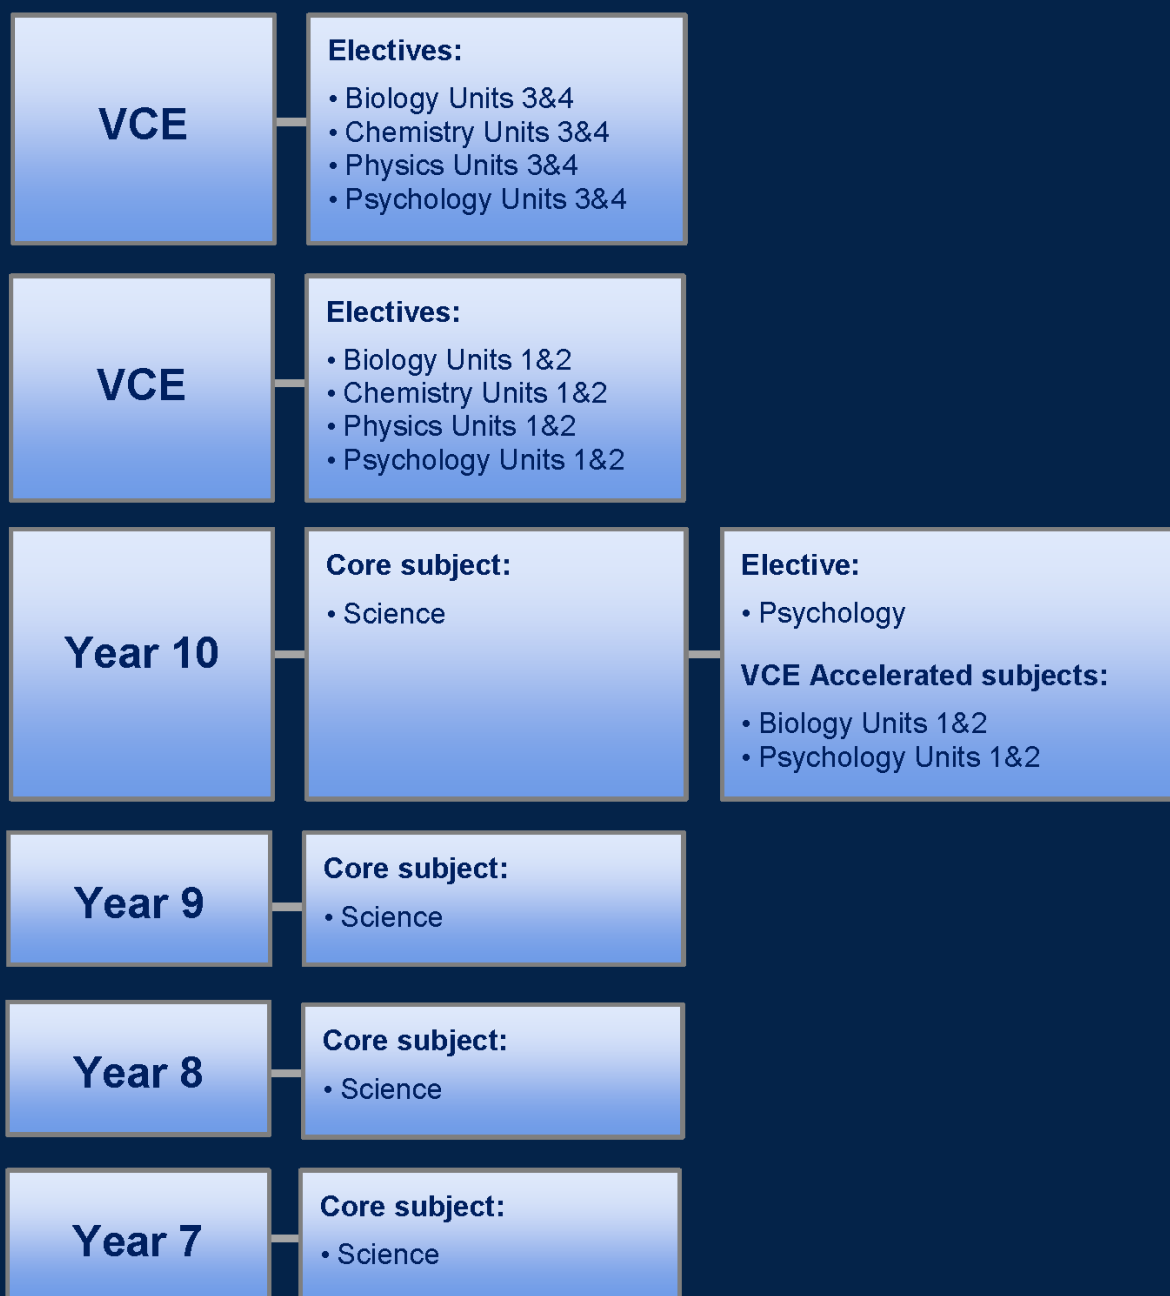 VCE
Electives:
• Biology Units 3&4
• Chemistry Units 3&4
• Physics Units 3&4
• Psychology Units 3&4
VCE
Electives:
• Biology Units 1&2
• Chemistry Units 1&2
• Physics Units 1&2
• Psychology Units 1&2
Year 10
Core subject:
• Science
Elective:
• Psychology
VCE Accelerated subjects:
• Biology Units 1&2
• Psychology Units 1&2
Year 9
Core subject:
• Science
Year 8
Core subject:
• Science
Year 7
Core subject:
• Science